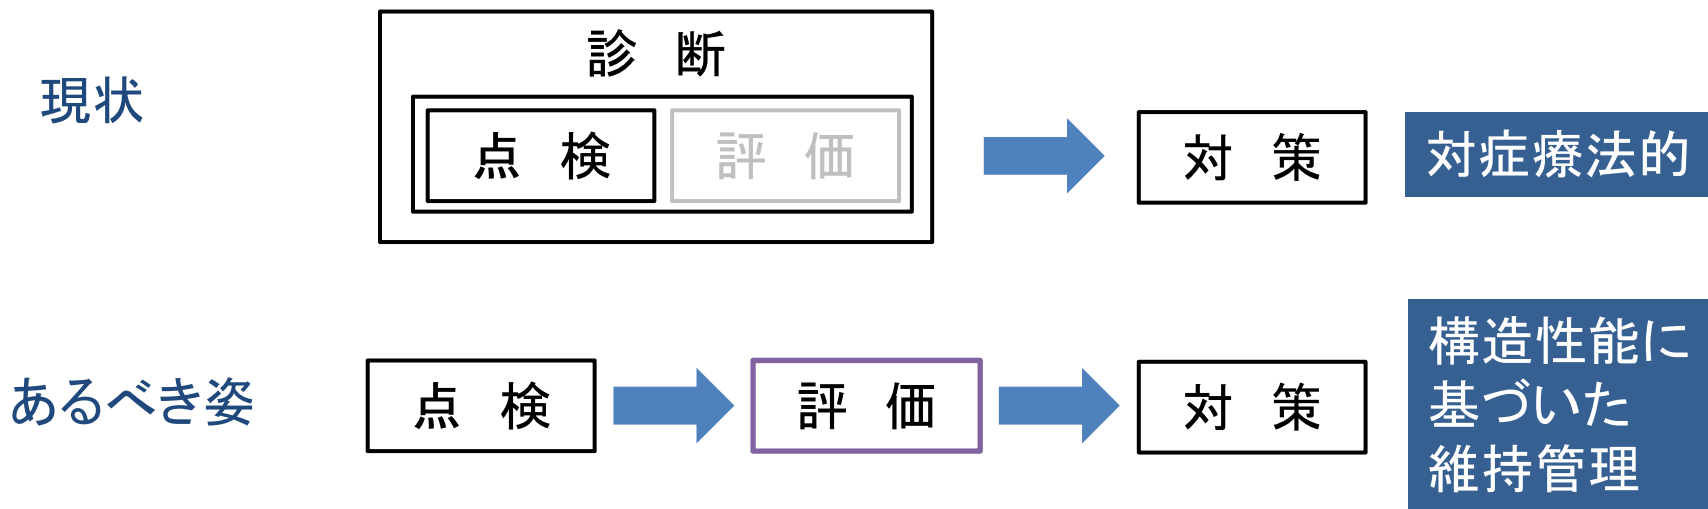 診 断
現状
点 検
評 価
対 策
対症療法的
あるべき姿
点 検
評 価
対 策
構造性能に
基づいた
維持管理